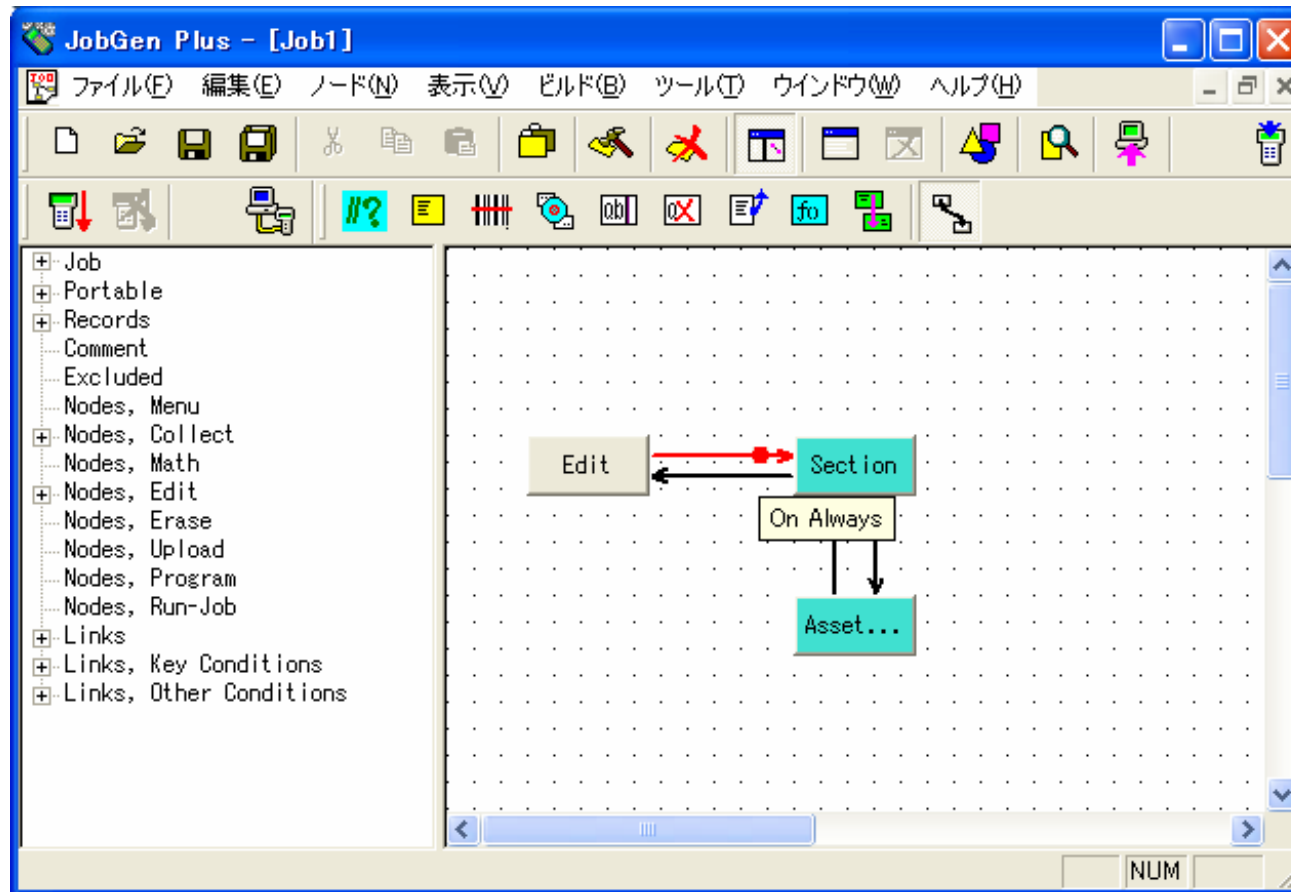 JobGen Plus - [Job1]
ファイル(F) 編集(E) ノード(N) 表示(V) ビルド(B) ツール(T) ウインドウ(W) ヘルプ(H)
Job
Portable
Records
Comment
Excluded
Nodes, Menu
Nodes, Collect
Nodes, Math
Nodes, Edit
Nodes, Erase
Nodes, Upload
Nodes, Program
Nodes, Run-Job
Links
Links, Key Conditions
Links, Other Conditions
Edit
Section
On Always
Asset...
NUM